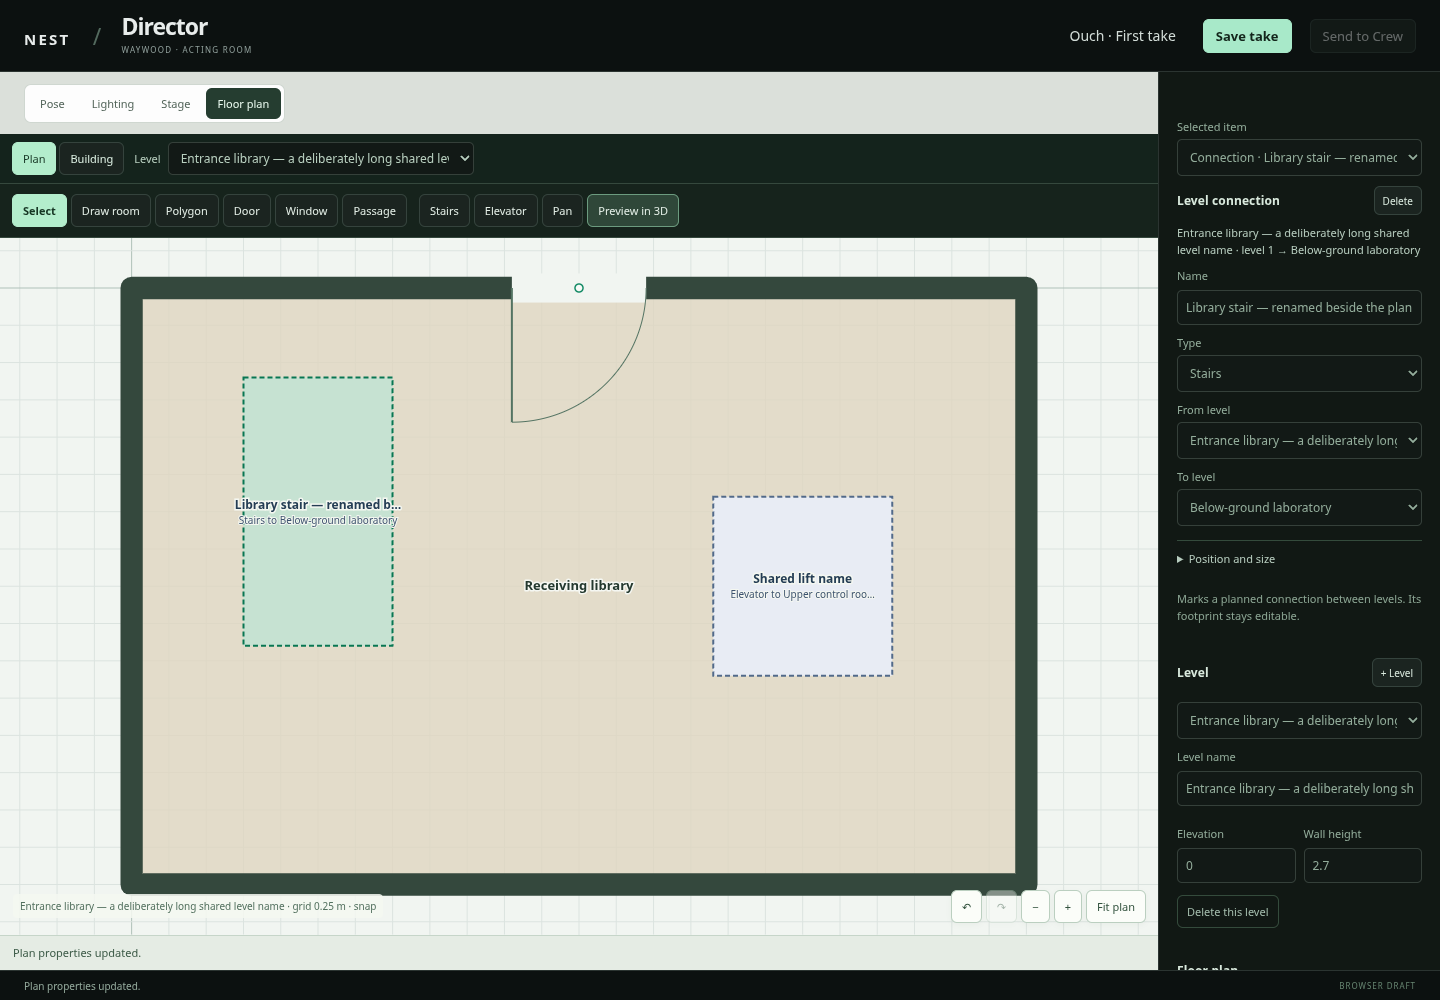 NEST / Director
WAYWOOD · ACTING ROOM
Ouch · First take
Save take
Send to Crew
Pose
Lighting
Stage
Floor plan
Plan
Building
Level
Entrance library — a deliberately long shared le
Select
Draw room
Polygon
Door
Window
Passage
Stairs
Elevator
Pan
Preview in 3D
Library stair — renamed b...
Stairs to Below-ground laboratory
Receiving library
Shared lift name
Elevator to Upper control roo...
Entrance library — a deliberately long shared level name · grid 0.25 m · snap
↶
↷
−
+
Fit plan
Plan properties updated.
Selected item
Connection · Library stair — renamed
Level connection
Delete
Entrance library — a deliberately long shared
level name · level 1 → Below-ground laboratory
Name
Library stair — renamed beside the plan
Type
Stairs
From level
Entrance library — a deliberately long
To level
Below-ground laboratory
Position and size
Marks a planned connection between levels. Its
footprint stays editable.
Level
+ Level
Entrance library — a deliberately long
Level name
Entrance library — a deliberately long sh
Elevation
Wall height
0
2.7
Delete this level
Floor plan
Plan properties updated.
BROWSER DRAFT